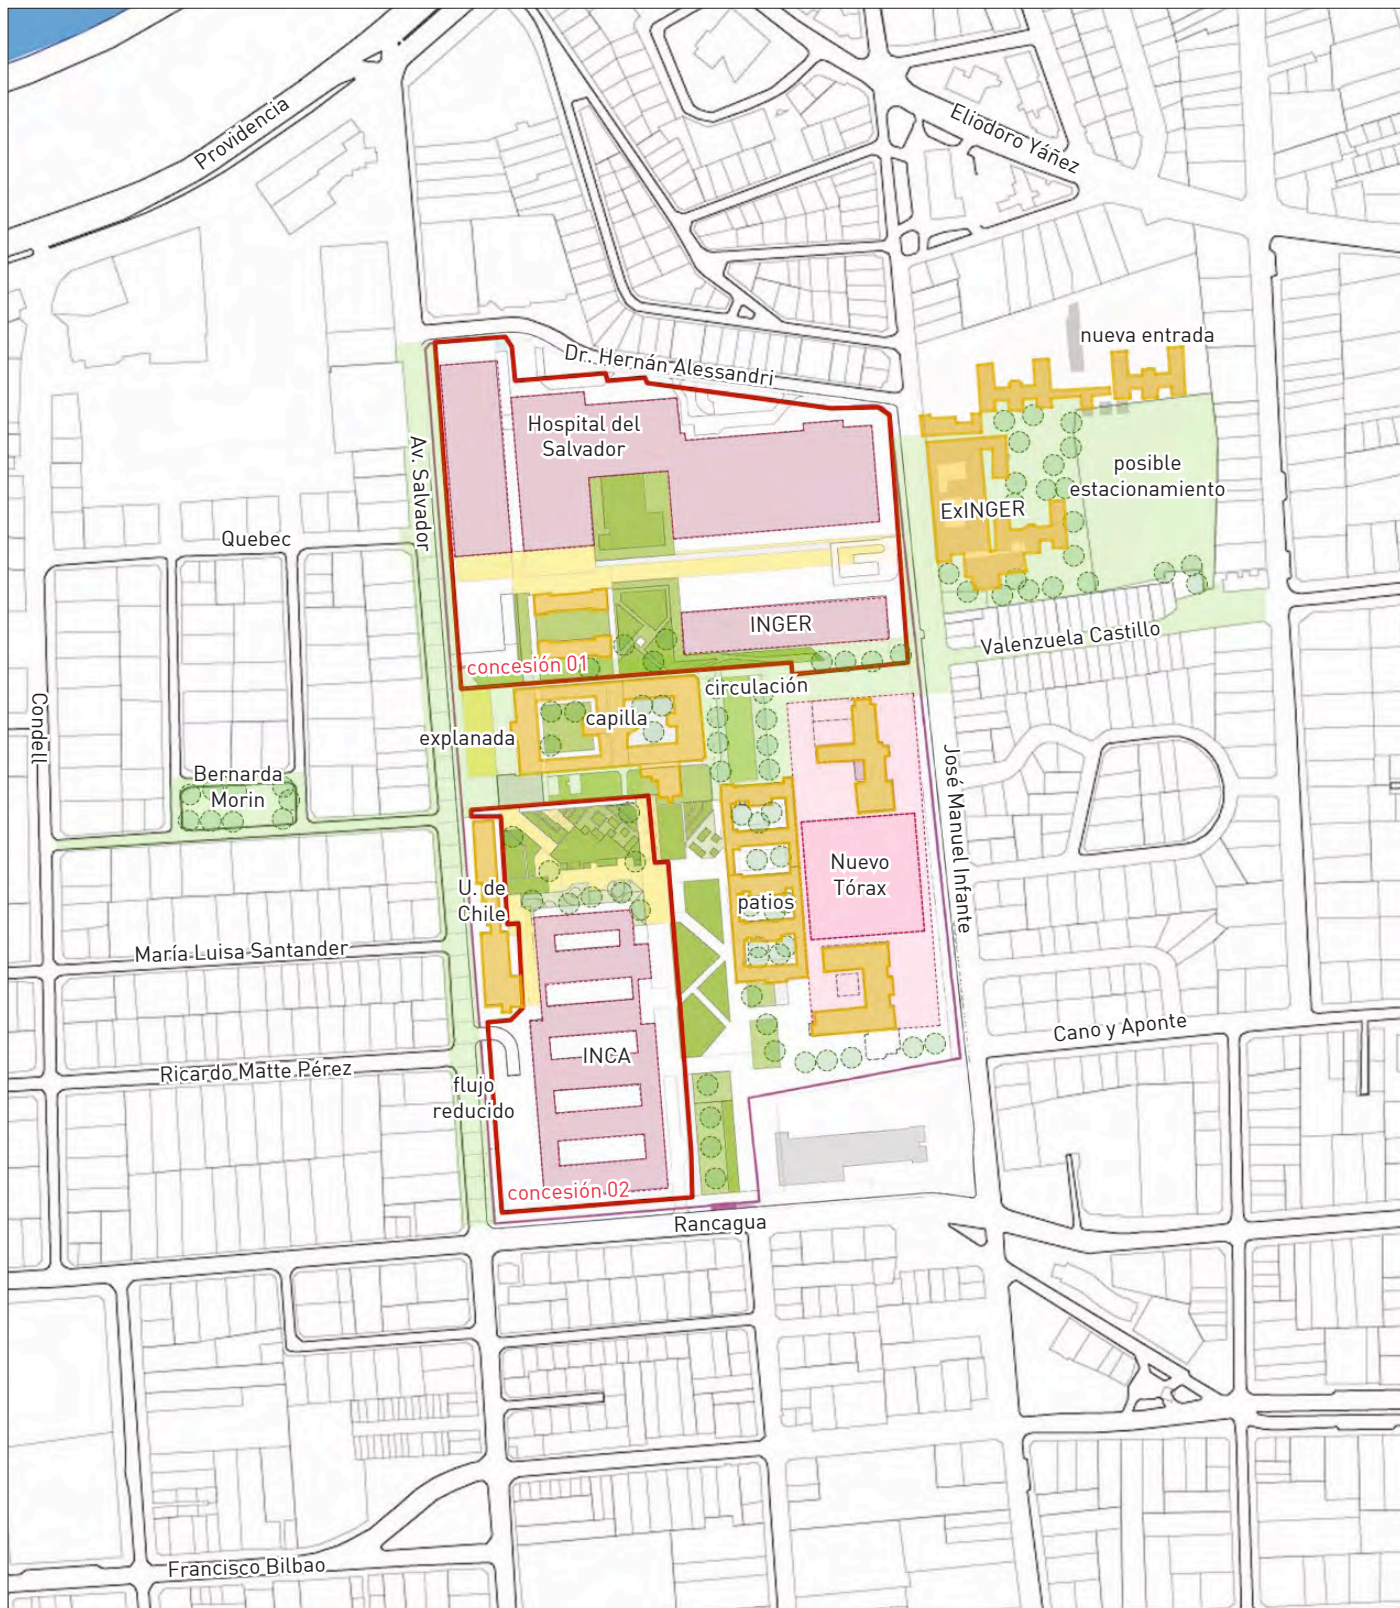 Providencia
Eliodoro Yáñez
nueva entrada
Dr. Hernán Alessandri
Hospital del
Salvador
Av. Salvador
posible
estacionamiento
ExINGER
Quebec
INGER
Valenzuela Castillo
concesión 01
circulación
Condell
capilla
explanada
José Manuel Infante
Bernarda
Morin
Nuevo
Tórax
U. de
Chile
patios
María Luisa Santander
Cano y Aponte
INCA
Ricardo Matte Pérez
flujo
reducido
concesión 02
Rancagua
Francisco Bilbao